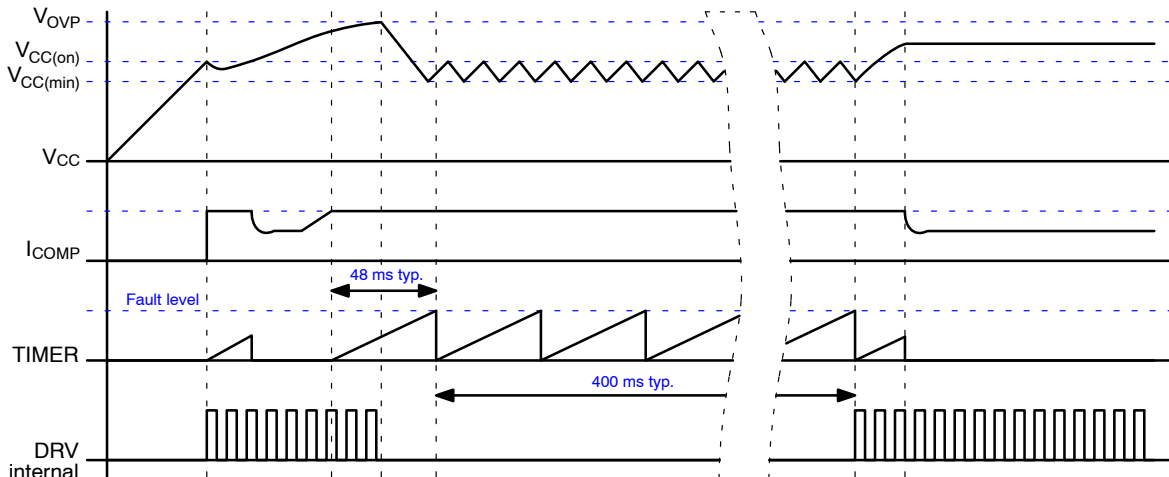 VOVP
VCC(on)
VCC(min)
VCC
ICOMP
48 ms typ.
Fault level
TIMER
400 ms typ.
DRV
internal